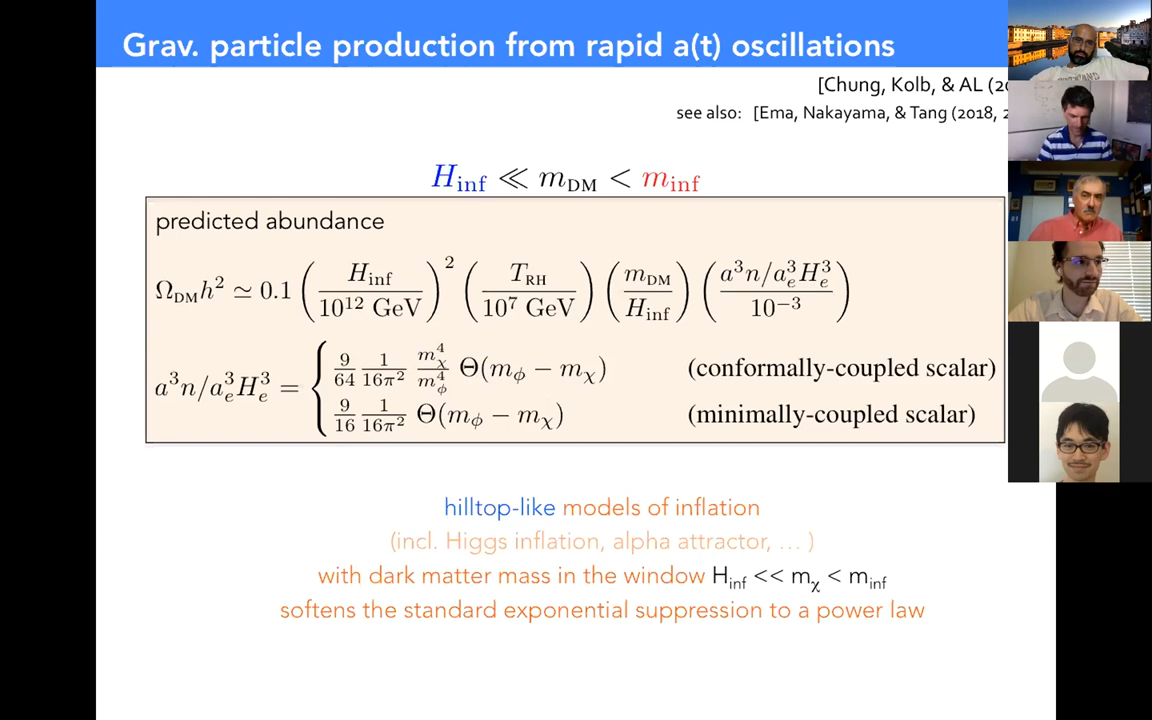 Grav. particle production from rapid a(t) oscillations
[Chung, Kolb, & AL
see also: [Ema, Nakayama, & Tang (2018,
H_inf ≪ m_DM < m_inf
predicted abundance
Ω_DM h² ≃ 0.1 (H_inf / 10¹² GeV)² (T_RH / 10⁷ GeV) (m_DM / H_inf) (a³n/a_e³H_e³ / 10⁻³)
a³n/a_e³H_e³ = { 9/64 1/16π² m_χ⁴/m_ϕ⁴ Θ(m_ϕ − m_χ) (conformally-coupled scalar)
9/16 1/16π² Θ(m_ϕ − m_χ) (minimally-coupled scalar)
hilltop-like models of inflation
(incl. Higgs inflation, alpha attractor, … )
with dark matter mass in the window H_inf << m_χ < m_inf
softens the standard exponential suppression to a power law